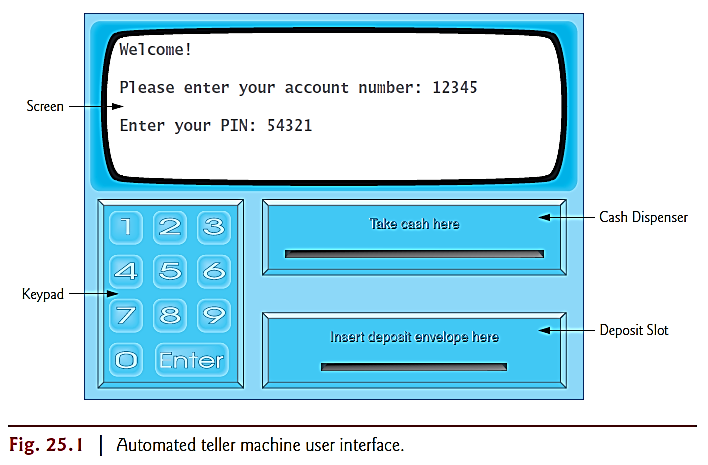 Welcome!
Please enter your account number: 12345
Screen
Enter your PIN: 54321
1 2 3
4 5 6
7 8 9
0 Enter
Keypad
Take cash here
Cash Dispenser
Insert deposit envelope here
Deposit Slot
Fig. 25.1 | Automated teller machine user interface.